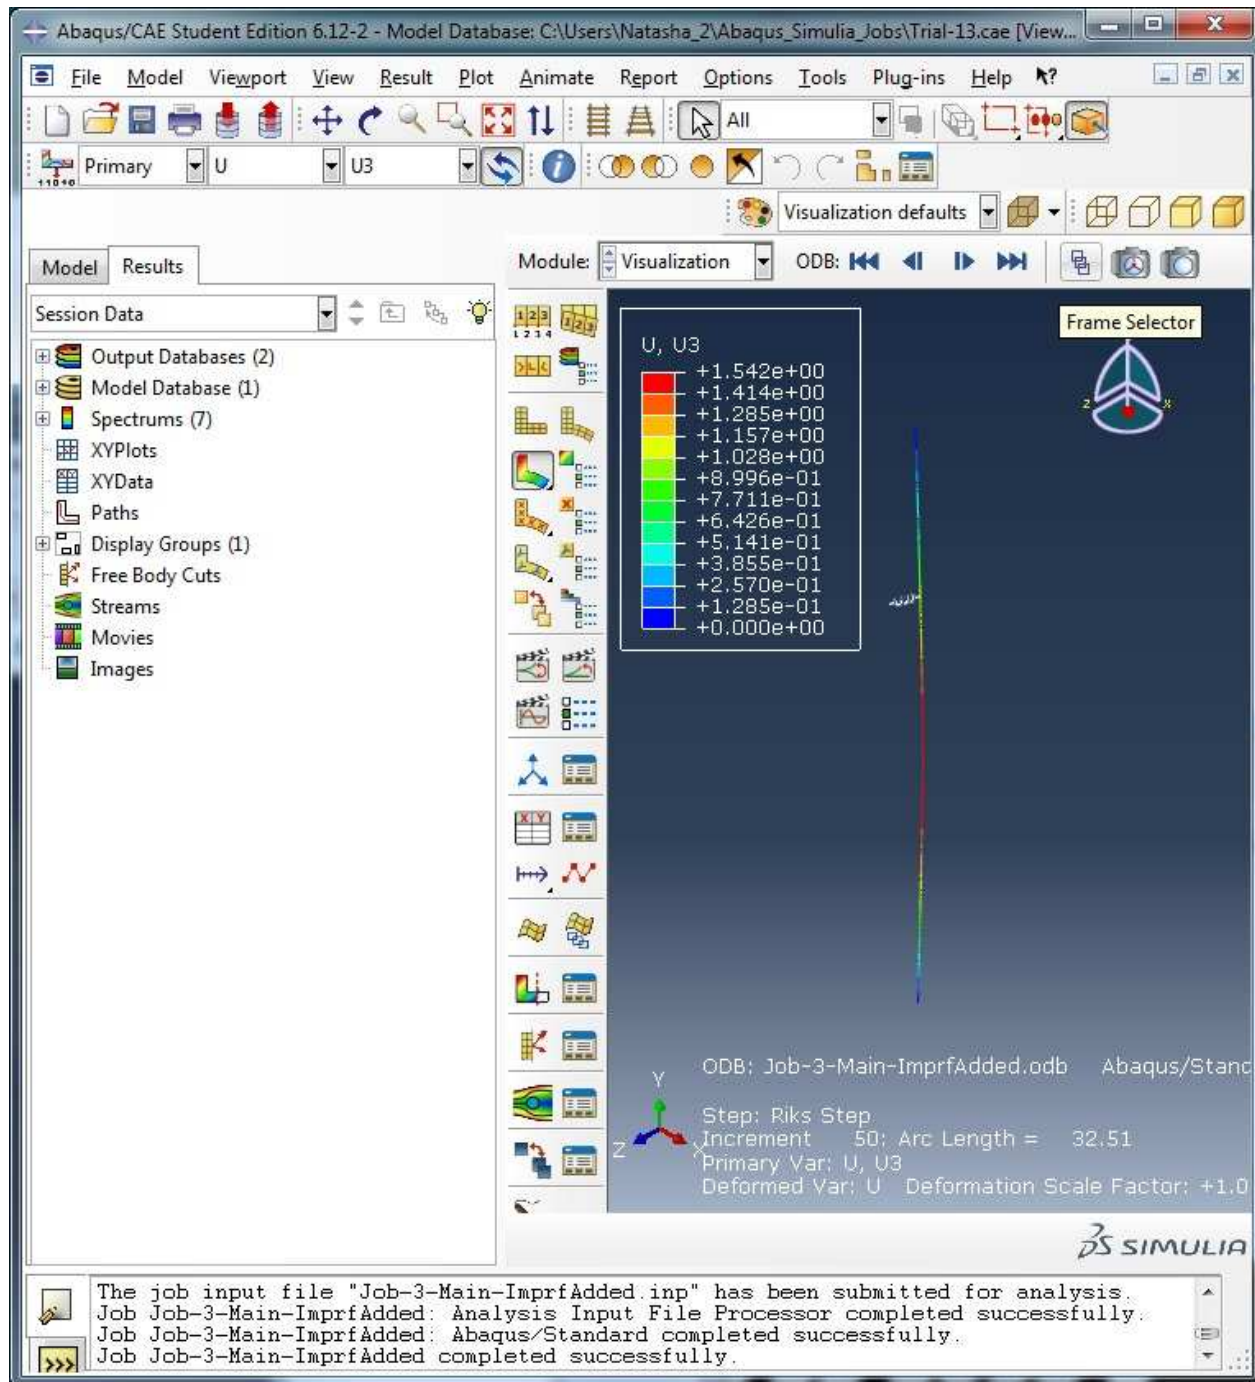 Abaqus/CAE Student Edition 6.12-2 - Model Database: C:\Users\Natasha_2\Abaqus_Simulia_Jobs\Trial-13.cae [View...
File Model Viewport View Result Plot Animate Report Options Tools Plug-ins Help ?
All
Primary U U3
Visualization defaults
Model Results
Module: Visualization ODB:
Session Data
Frame Selector
Output Databases (2)
Model Database (1)
Spectrums (7)
XYPlots
XYData
Paths
Display Groups (1)
Free Body Cuts
Streams
Movies
Images
U, U3
+1.542e+00
+1.414e+00
+1.285e+00
+1.157e+00
+1.028e+00
+8.996e-01
+7.711e-01
+6.426e-01
+5.141e-01
+3.855e-01
+2.570e-01
+1.285e-01
+0.000e+00
Z X
ODB: Job-3-Main-ImprfAdded.odb Abaqus/Stand
Y
Z X
Step: Riks Step
Increment 50: Arc Length = 32.51
Primary Var: U, U3
Deformed Var: U Deformation Scale Factor: +1.0
SIMULIA
The job input file "Job-3-Main-ImprfAdded.inp" has been submitted for analysis.
Job Job-3-Main-ImprfAdded: Analysis Input File Processor completed successfully.
Job Job-3-Main-ImprfAdded: Abaqus/Standard completed successfully.
Job Job-3-Main-ImprfAdded completed successfully.
>>>